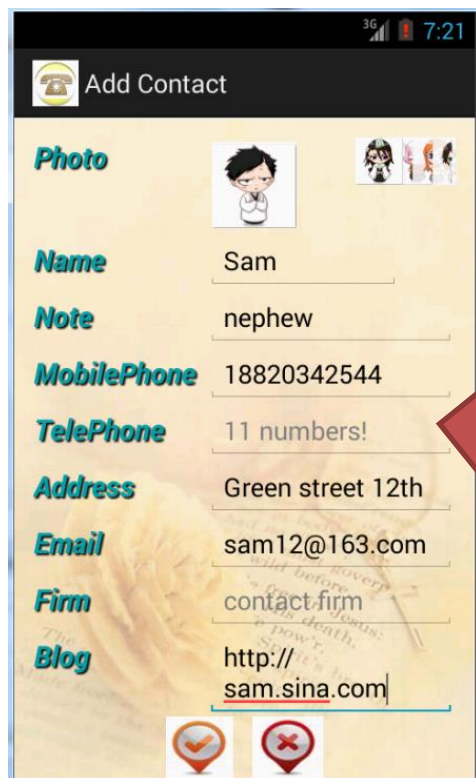 3G 7:21
Add Contact
Photo
Name Sam
Note nephew
MobilePhone 18820342544
TelePhone 11 numbers!
Address Green street 12th
Email sam12@163.com
Firm contact firm
Blog http://
sam.sina.com